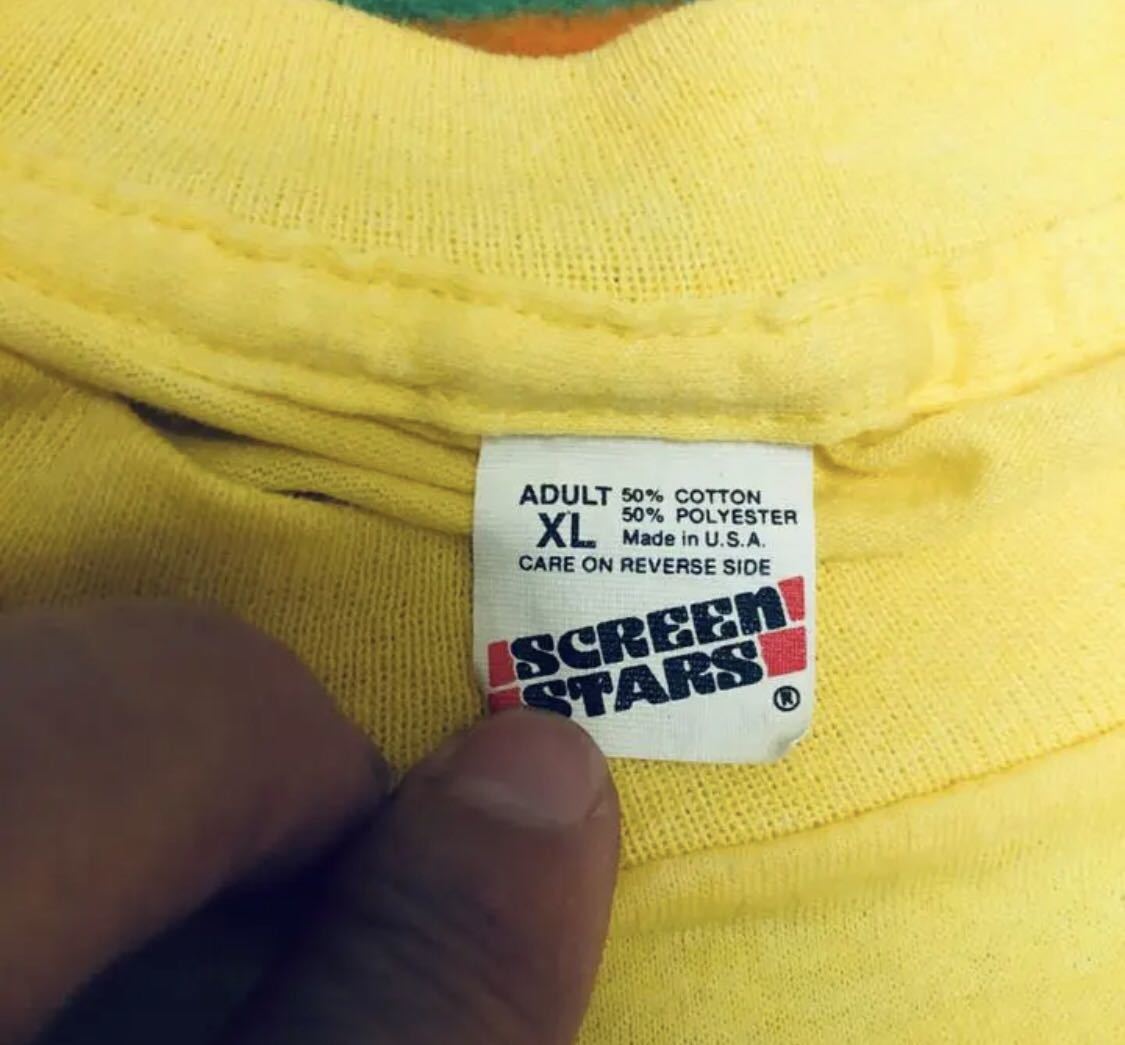 ADULT 50% COTTON
XL 50% POLYESTER
Made in U.S.A.
CARE ON REVERSE SIDE
SCREEN
STARS
®